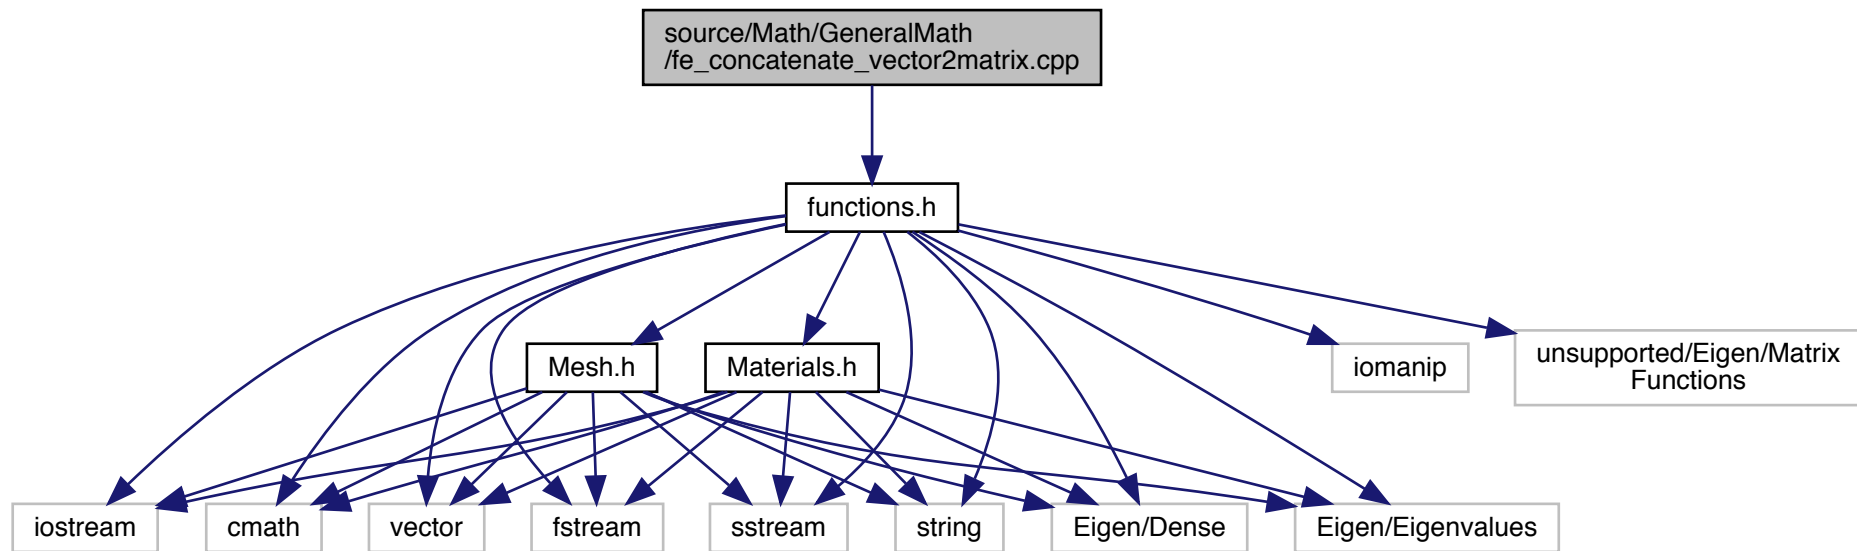 source/Math/GeneralMath
/fe_concatenate_vector2matrix.cpp
functions.h
Mesh.h
Materials.h
iomanip
unsupported/Eigen/Matrix
Functions
iostream
cmath
vector
fstream
sstream
string
Eigen/Dense
Eigen/Eigenvalues